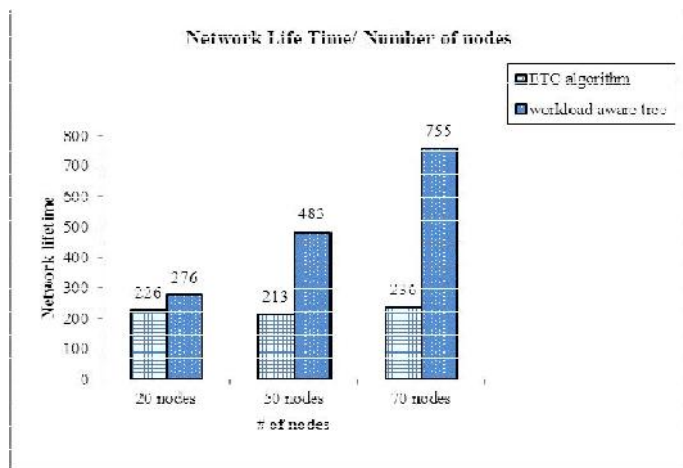 Network Life Time/ Number of nodes
ETC algorithm
workload aware tree
Network lifetime
800
700
600
500
400
300
200
100
0
226
276
213
483
236
755
20 nodes
50 nodes
70 nodes
# of nodes